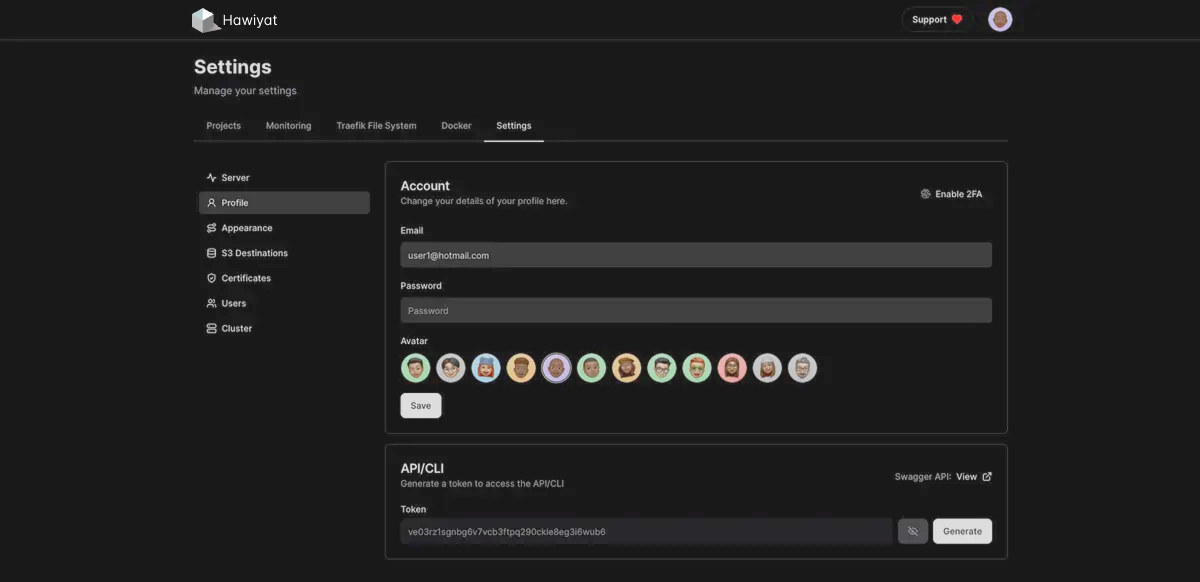 Hawiyat
Support
Settings
Manage your settings
Projects Monitoring Traefik File System Docker Settings
Server
Profile
Appearance
S3 Destinations
Certificates
Users
Cluster
Account
Change your details of your profile here.
Enable 2FA
Email
user1@hotmail.com
Password
Password
Avatar
Save
API/CLI
Generate a token to access the API/CLI
Swagger API: View
Token
ve03rz1sgnbg6v7vcb3ftpq290ckle8eg3i6wub6
Generate